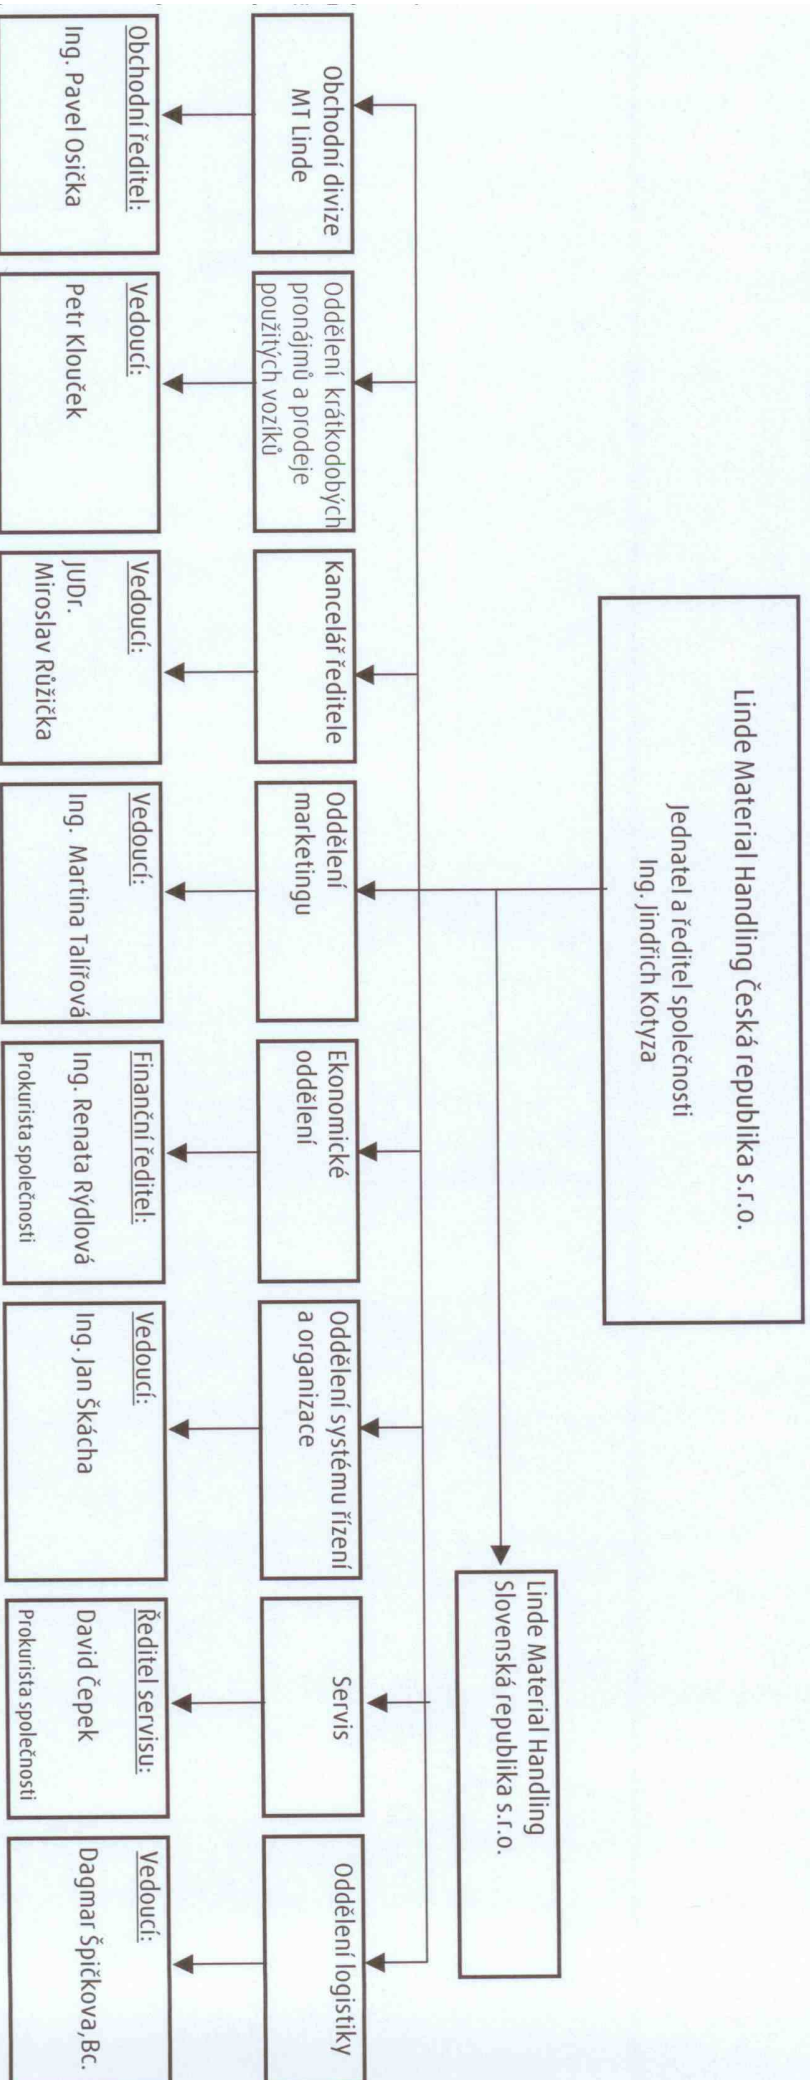 Linde Material Handling Česká republika s.r.o.
Jednatel a ředitel společnosti
Ing. Jindřich Kotyza
Linde Material Handling
Slovenská republika s.r.o.
Obchodní divize
MT Linde
Oddělení krátkodobých
pronájmů a prodeje
použitých vozíků
Kancelář ředitele
Oddělení
marketingu
Ekonomické
oddělení
Oddělení systému řízení
a organizace
Servis
Oddělení logistiky
Obchodní ředitel:
Ing. Pavel Osička
Vedoucí:
Petr Klouček
Vedoucí:
JUDr.
Miroslav Růžička
Vedoucí:
Ing. Martina Talířová
Finanční ředitel:
Ing. Renata Rýdlová
Prokurista společnosti
Vedoucí:
Ing. Jan Škácha
Ředitel servisu:
David Čepek
Prokurista společnosti
Vedoucí:
Dagmar Špičkova,Bc.